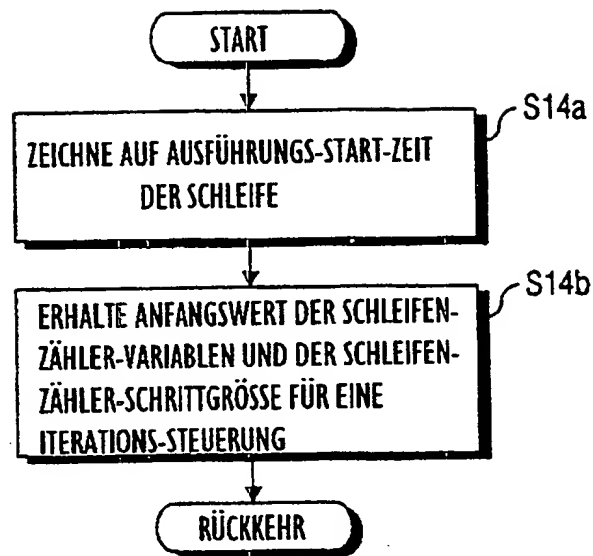 START
S14a
ZEICHNE AUF AUSFÜHRUNGS-START-ZEIT
DER SCHLEIFE
S14b
ERHALTE ANFANGSWERT DER SCHLEIFEN-
ZÄHLER-VARIABLEN UND DER SCHLEIFEN-
ZÄHLER-SCHRITTGRÖSSE FÜR EINE
ITERATIONS-STEUERUNG
RÜCKKEHR